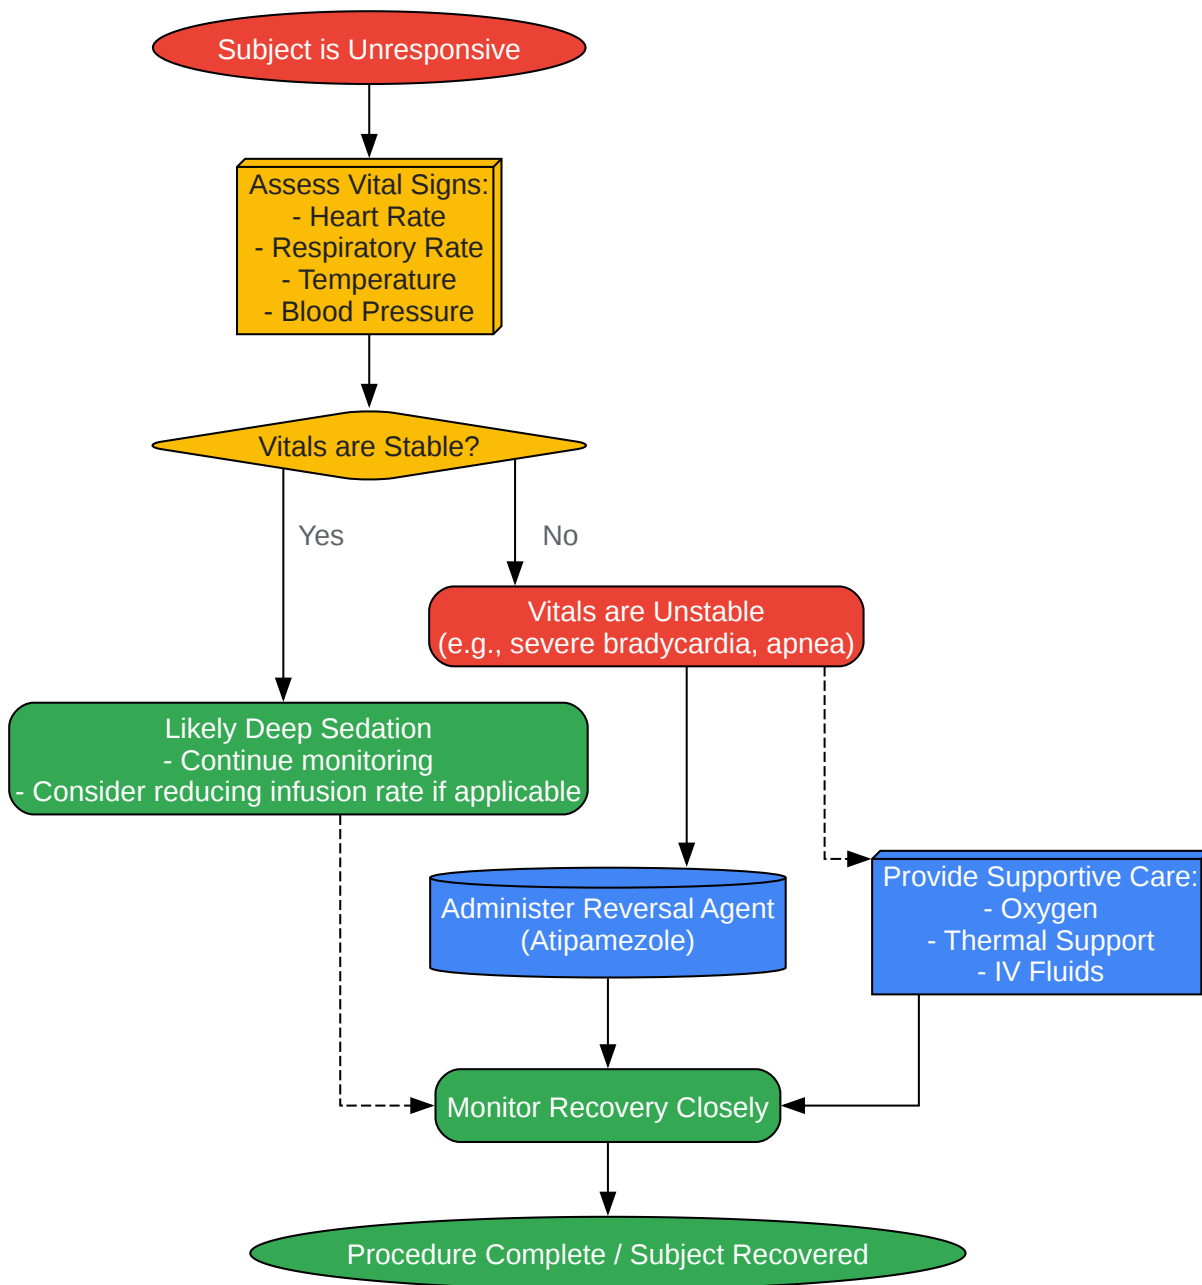 Subject is Unresponsive
Assess Vital Signs:
- Heart Rate
- Respiratory Rate
- Temperature
- Blood Pressure
Vitals are Stable?
Yes
No
Vitals are Unstable
(e.g., severe bradycardia, apnea)
Likely Deep Sedation
- Continue monitoring
- Consider reducing infusion rate if applicable
Administer Reversal Agent
(Atipamezole)
Provide Supportive Care:
- Oxygen
- Thermal Support
- IV Fluids
Monitor Recovery Closely
Procedure Complete / Subject Recovered